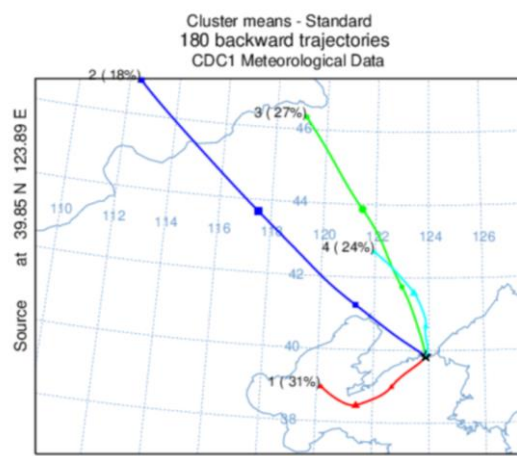 Cluster means - Standard
180 backward trajectories
CDC1 Meteorological Data
Source at 39.85 N 123.89 E
2 ( 18%)
3 ( 27%)
46
44
110
112
114
116
118
120
122
124
126
4 ( 24%)
42
40
1 ( 31%)
38